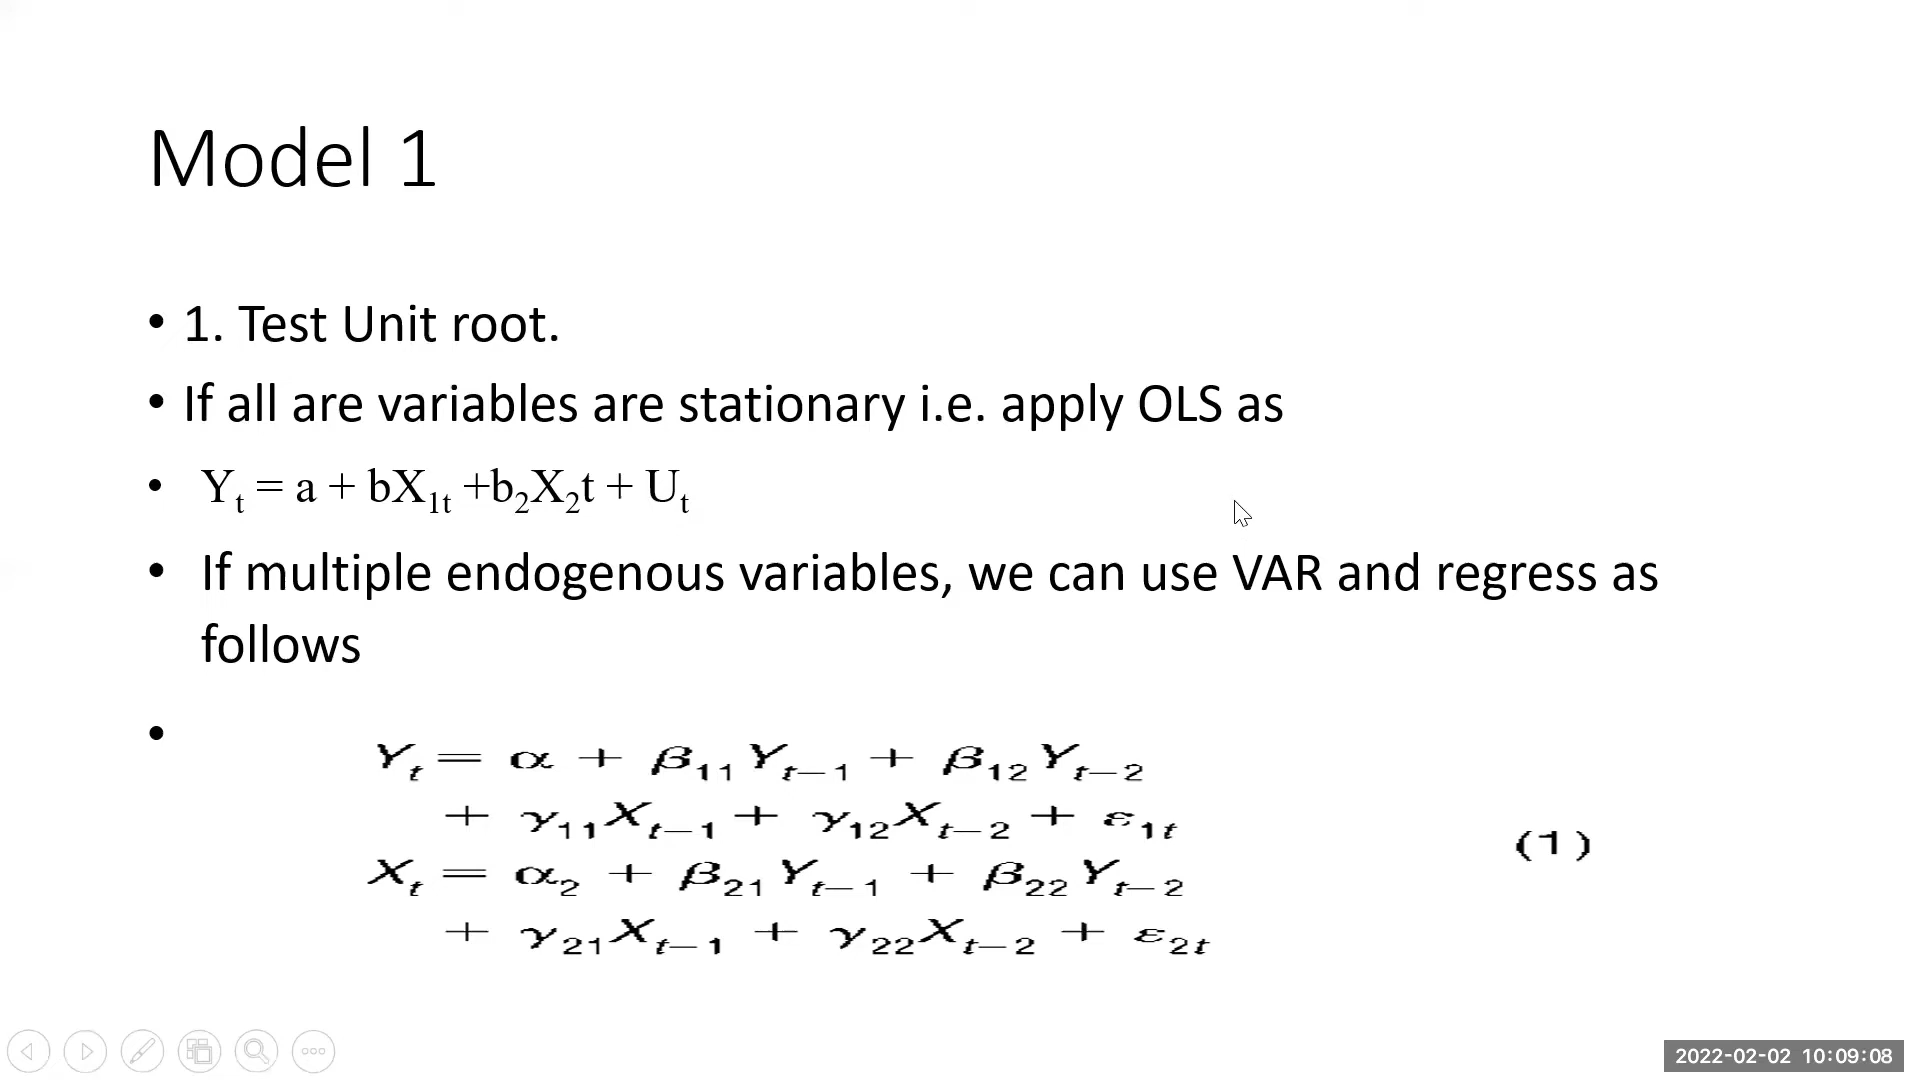 Model 1
• 1. Test Unit root.
• If all are variables are stationary i.e. apply OLS as
• Yₜ = a + bX₁ₜ +b₂X₂t + Uₜ
• If multiple endogenous variables, we can use VAR and regress as
follows
•
Yₜ = α + β₁₁Yₜ₋₁ + β₁₂Yₜ₋₂
+ γ₁₁Xₜ₋₁ + γ₁₂Xₜ₋₂ + ε₁ₜ
(1)
Xₜ = α₂ + β₂₁Yₜ₋₁ + β₂₂Yₜ₋₂
+ γ₂₁Xₜ₋₁ + γ₂₂Xₜ₋₂ + ε₂ₜ
2022-02-02 10:09:08